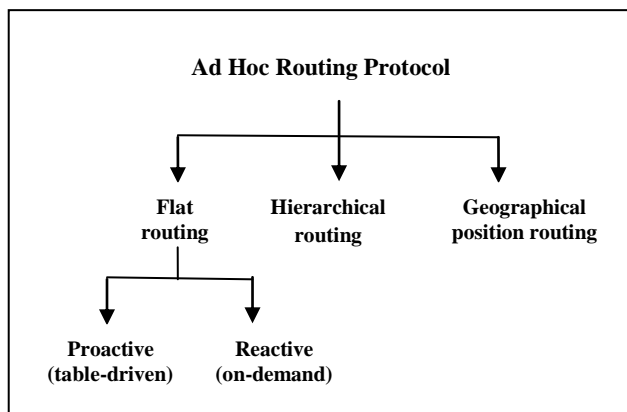 Ad Hoc Routing Protocol
Flat
routing
Hierarchical
routing
Geographical
position routing
Proactive
(table-driven)
Reactive
(on-demand)